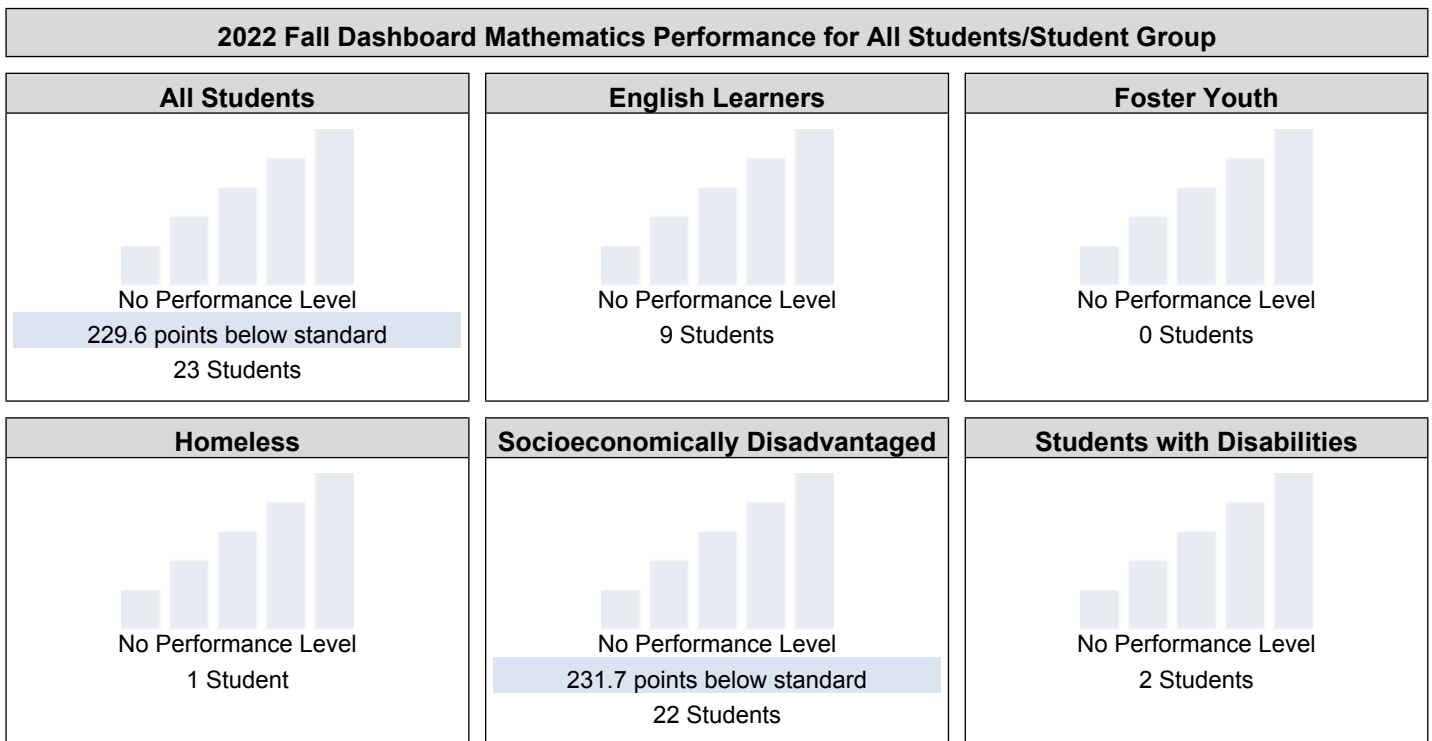 2022 Fall Dashboard Mathematics Performance for All Students/Student Group
All Students
No Performance Level
229.6 points below standard
23 Students
English Learners
No Performance Level
9 Students
Foster Youth
No Performance Level
0 Students
Homeless
No Performance Level
1 Student
Socioeconomically Disadvantaged
No Performance Level
231.7 points below standard
22 Students
Students with Disabilities
No Performance Level
2 Students